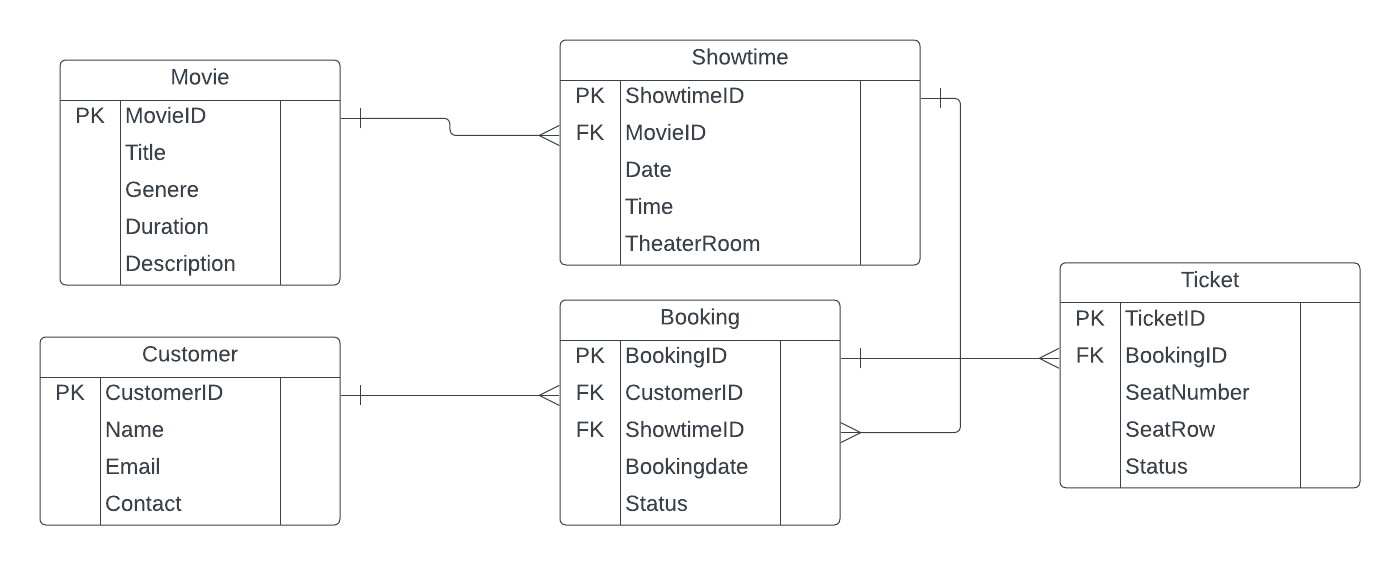 Movie
PK MovieID
Title
Genere
Duration
Description
Showtime
PK ShowtimeID
FK MovieID
Date
Time
TheaterRoom
Customer
PK CustomerID
Name
Email
Contact
Booking
PK BookingID
FK CustomerID
FK ShowtimeID
Bookingdate
Status
Ticket
PK TicketID
FK BookingID
SeatNumber
SeatRow
Status